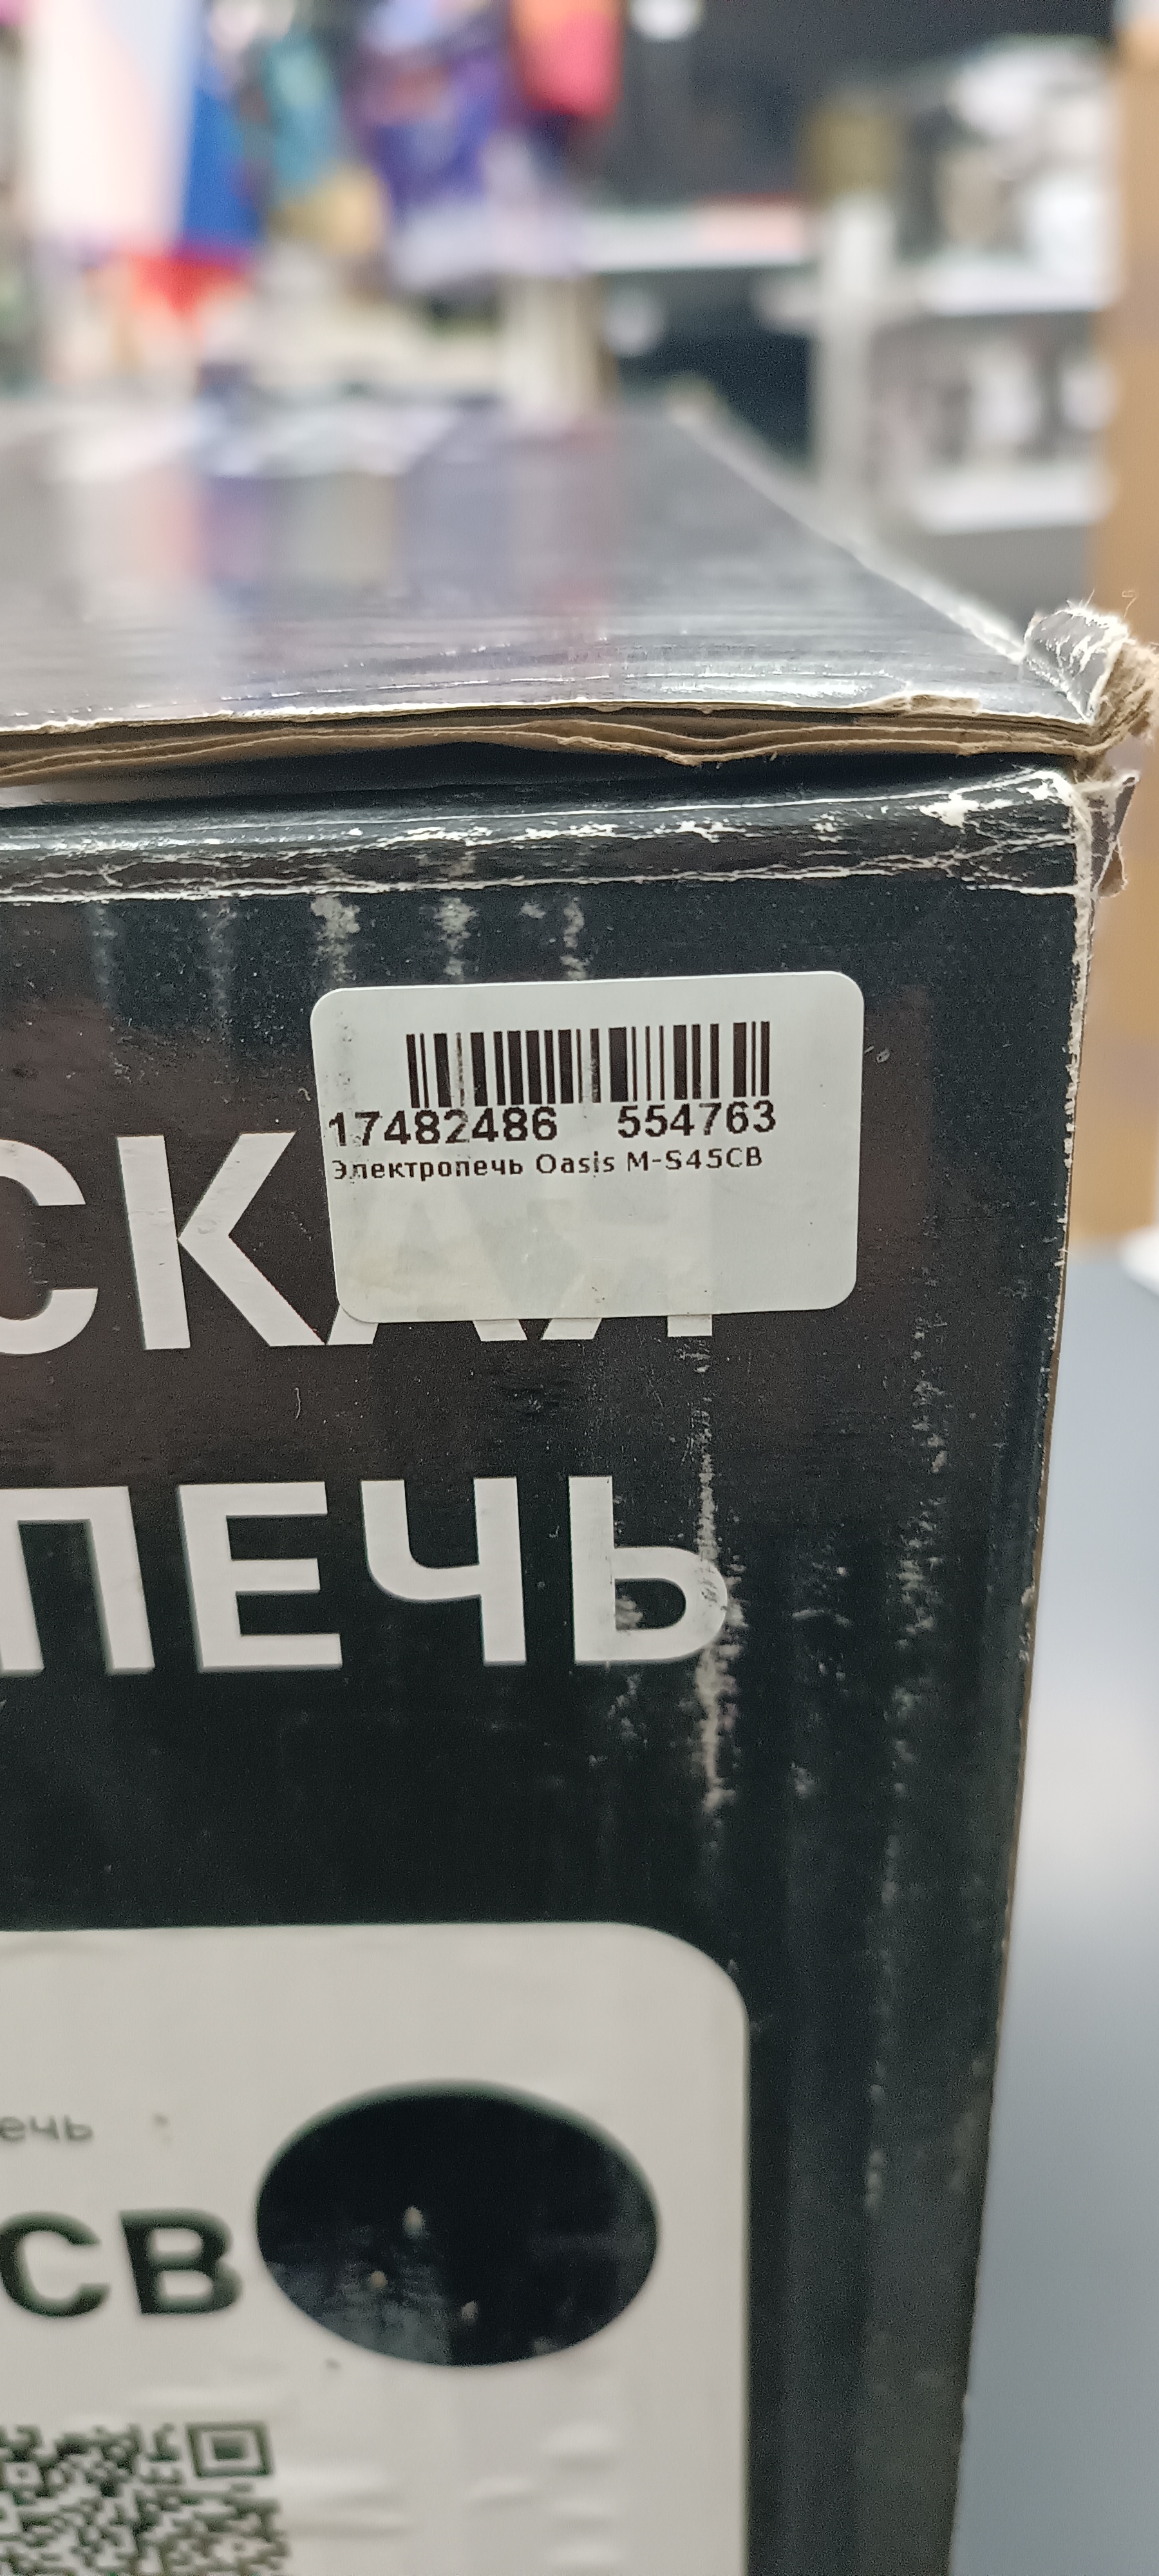 17482486 554763
Электропечь Oasis M-S45CB
СКАЯ
ПЕЧЬ
ечь
СВ